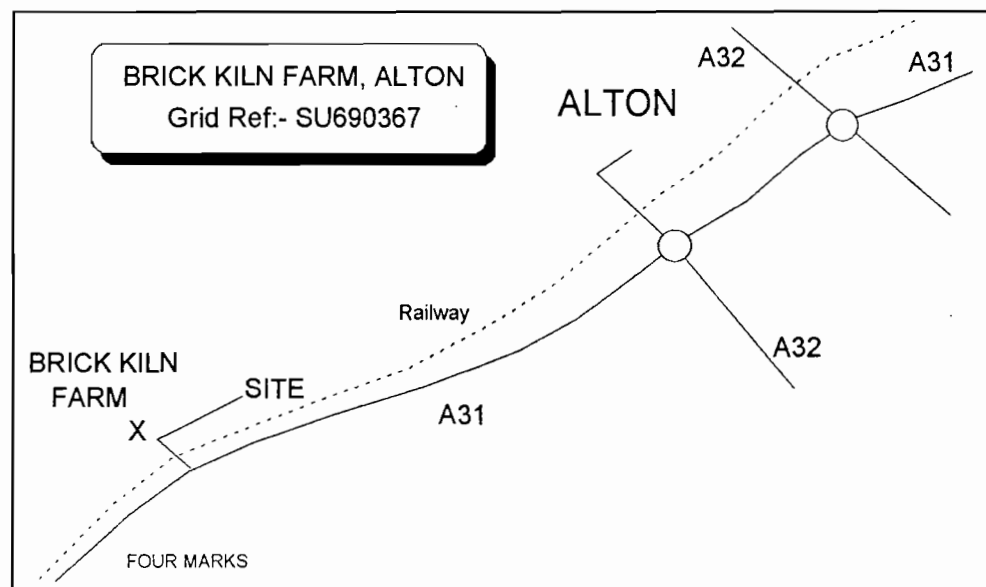 BRICK KILN FARM, ALTON
Grid Ref:- SU690367
A32
A31
ALTON
Railway
A32
BRICK KILN
FARM
SITE
X
A31
FOUR MARKS